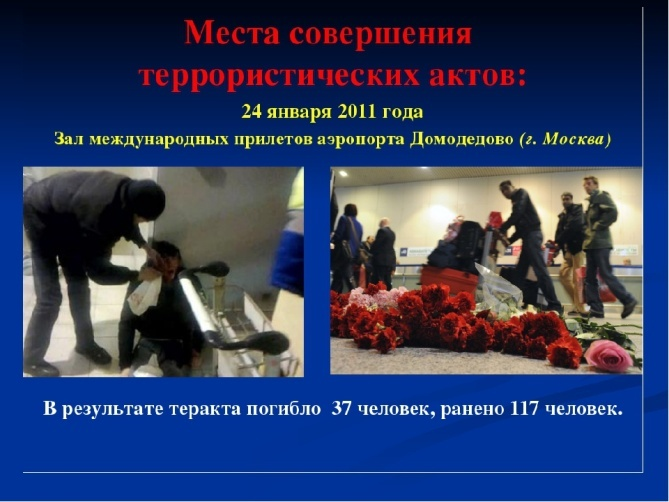 Места совершения
террористических актов:
24 января 2011 года
Зал международных прилетов аэропорта Домодедово (г. Москва)
В результате теракта погибло 37 человек, ранено 117 человек.